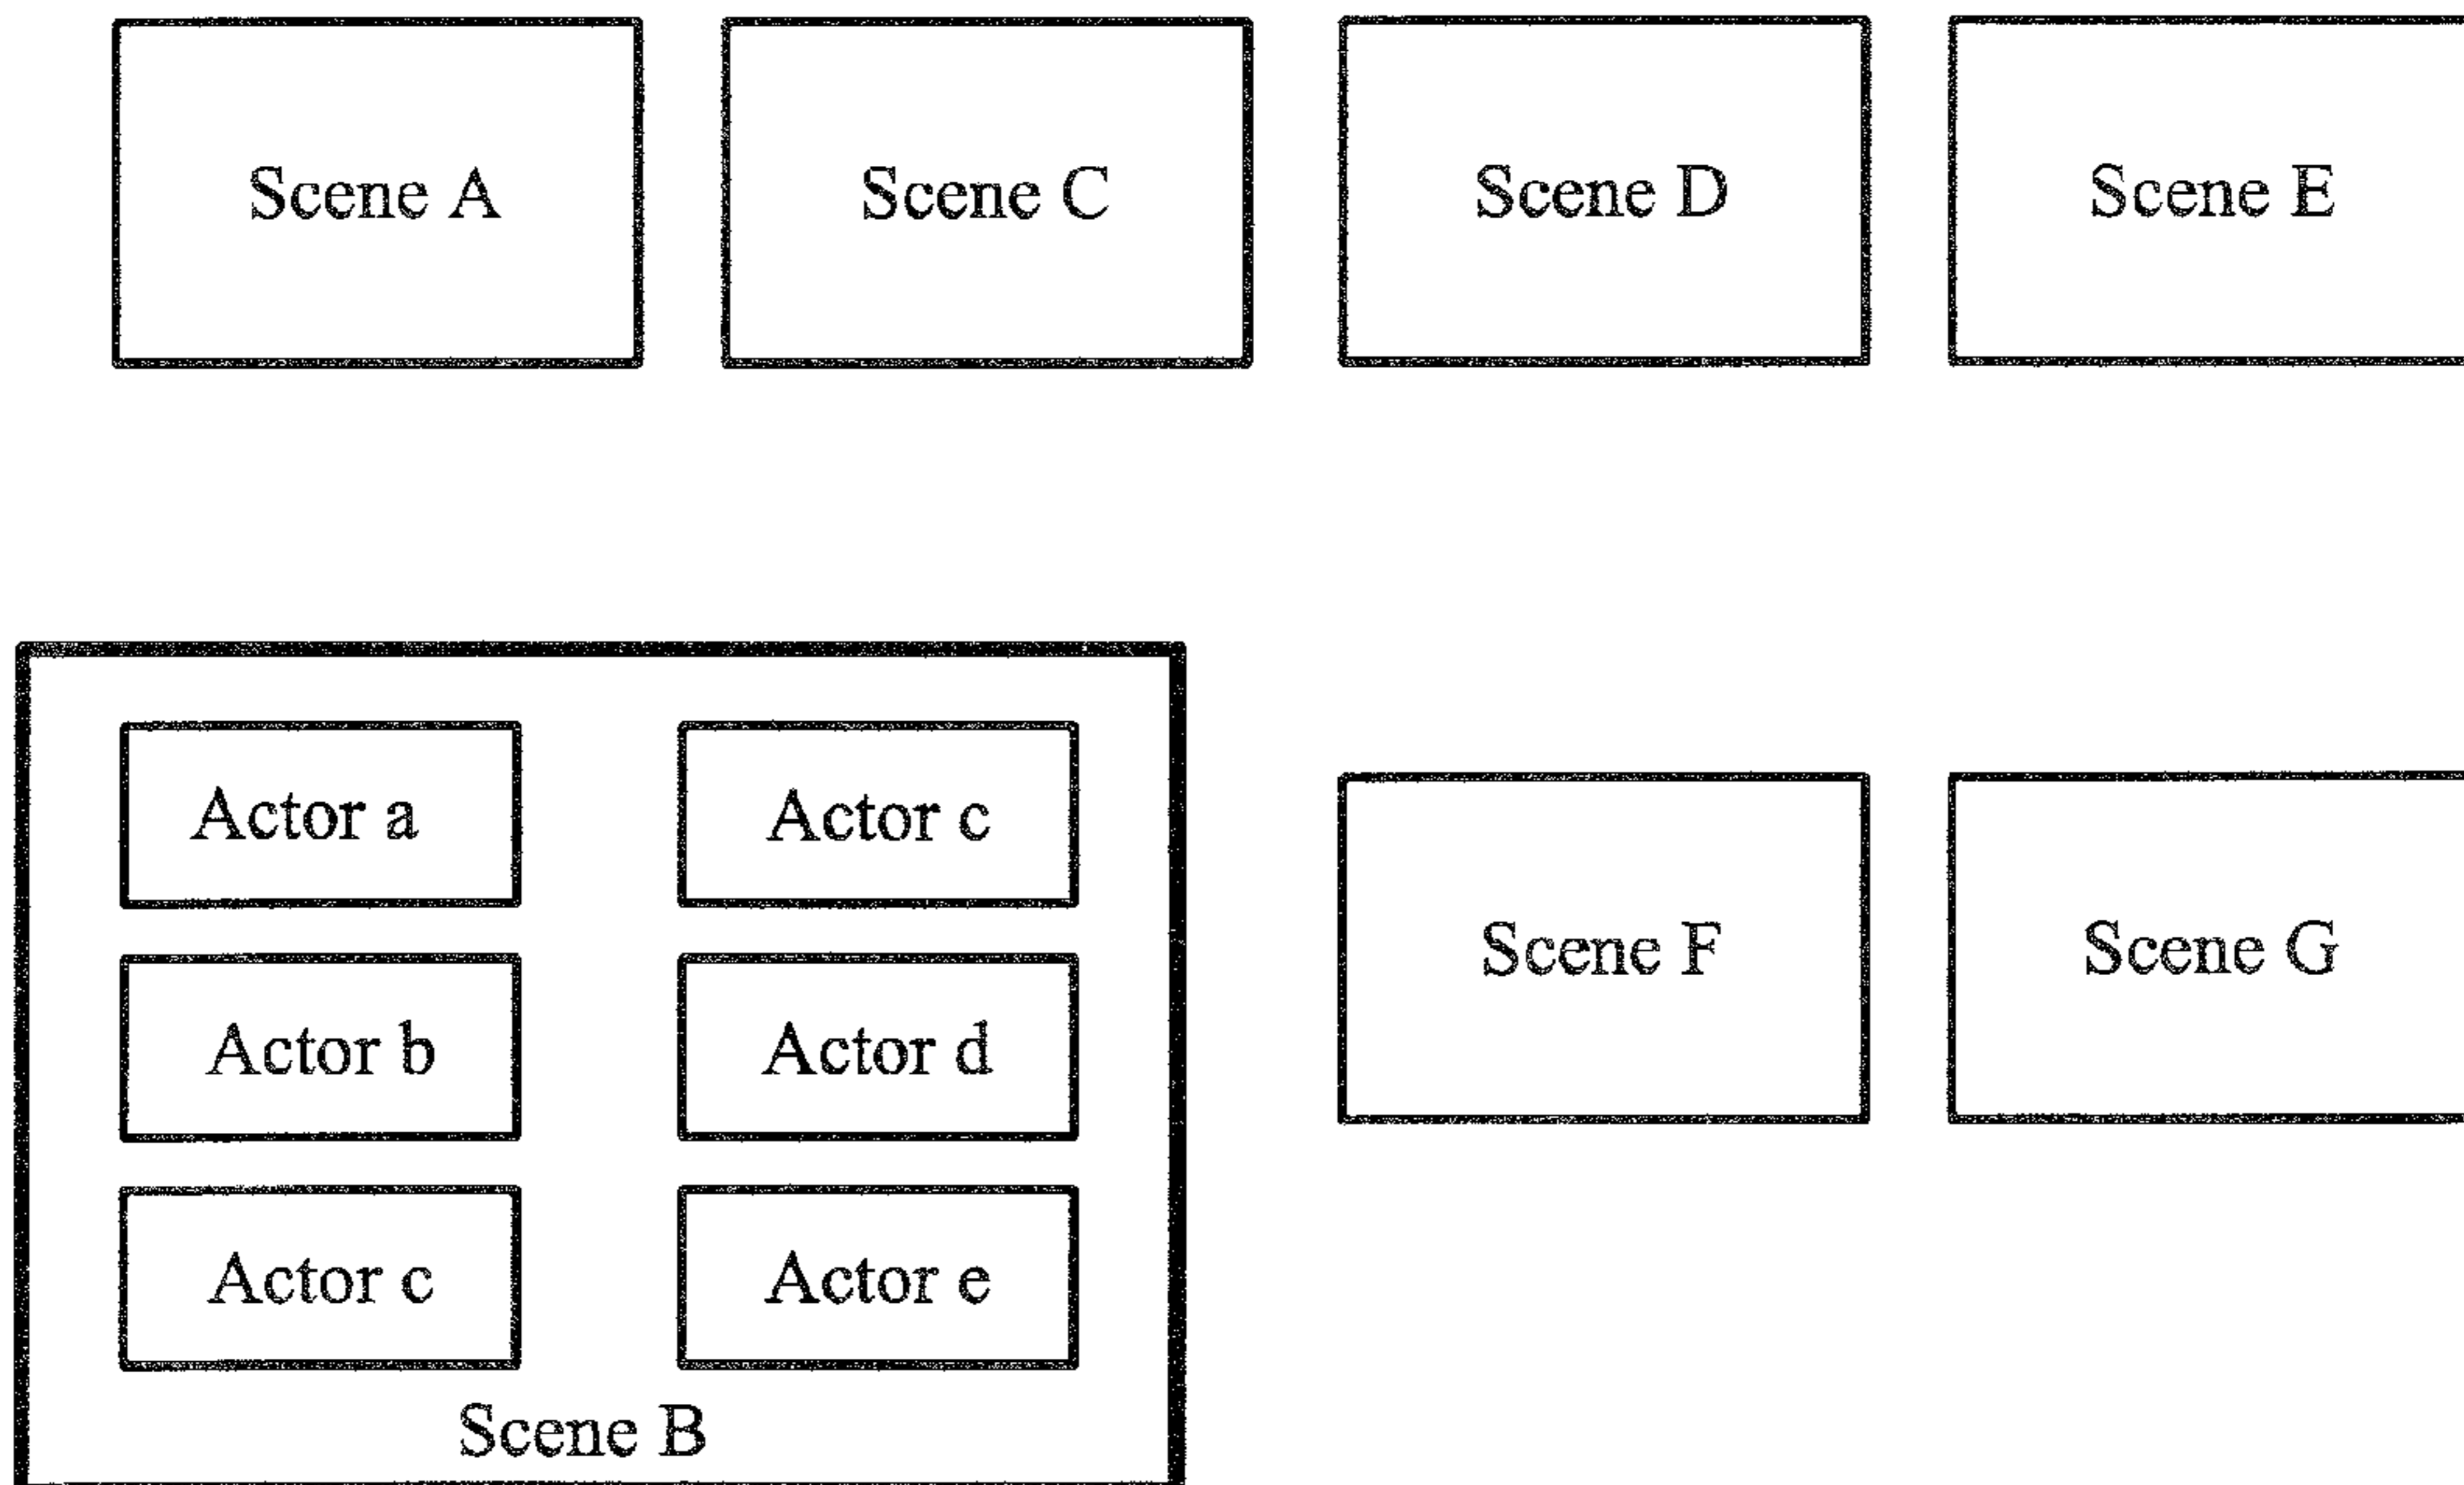 Scene A
Scene C
Scene D
Scene E
Actor a
Actor c
Actor b
Actor d
Actor c
Actor e
Scene B
Scene F
Scene G